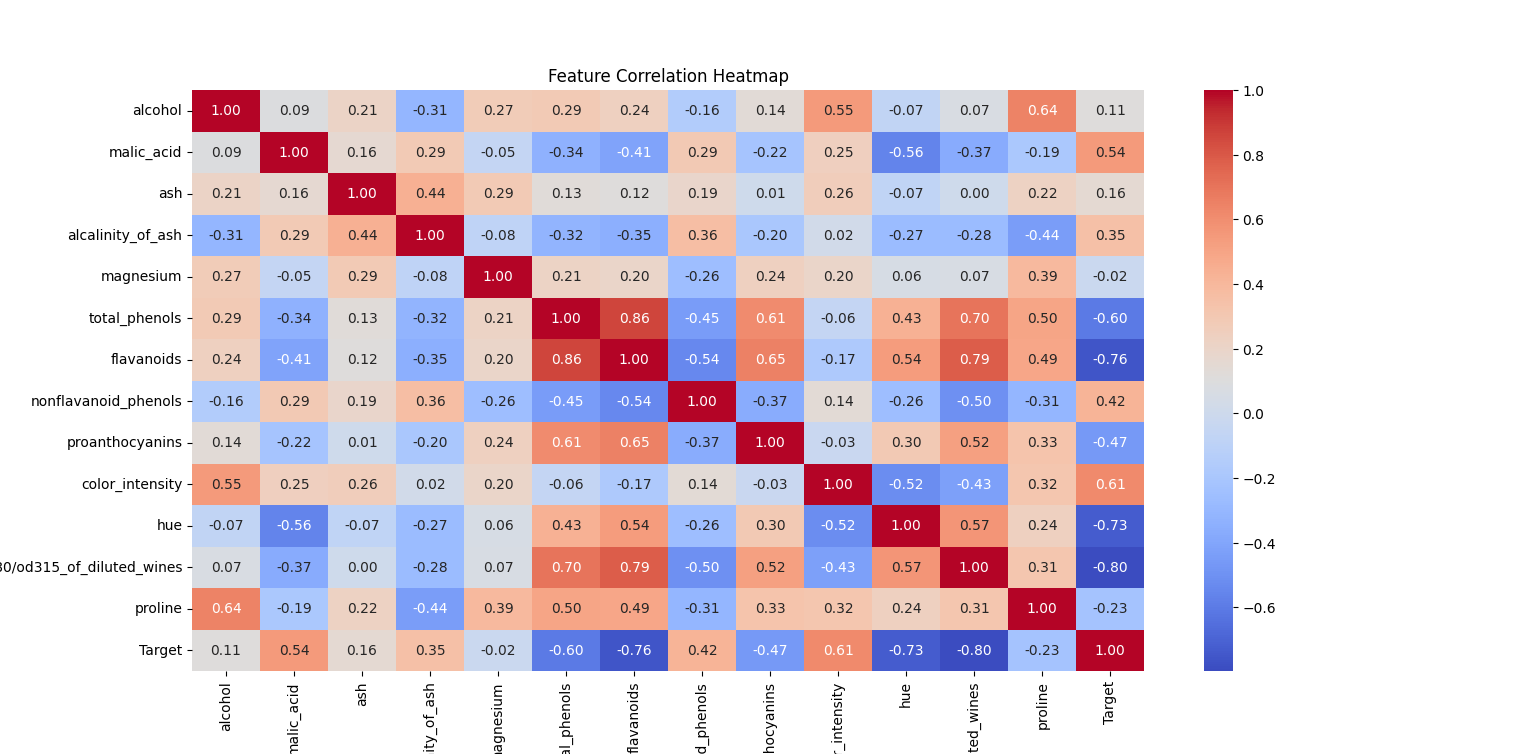 Feature Correlation Heatmap
alcohol 1.00 0.09 0.21 -0.31 0.27 0.29 0.24 -0.16 0.14 0.55 -0.07 0.07 0.64 0.11
malic_acid 0.09 1.00 0.16 0.29 -0.05 -0.34 -0.41 0.29 -0.22 0.25 -0.56 -0.37 -0.19 0.54
ash 0.21 0.16 1.00 0.44 0.29 0.13 0.12 0.19 0.01 0.26 -0.07 0.00 0.22 0.16
alcalinity_of_ash -0.31 0.29 0.44 1.00 -0.08 -0.32 -0.35 0.36 -0.20 0.02 -0.27 -0.28 -0.44 0.35
magnesium 0.27 -0.05 0.29 -0.08 1.00 0.21 0.20 -0.26 0.24 0.20 0.06 0.07 0.39 -0.02
total_phenols 0.29 -0.34 0.13 -0.32 0.21 1.00 0.86 -0.45 0.61 -0.06 0.43 0.70 0.50 -0.60
flavanoids 0.24 -0.41 0.12 -0.35 0.20 0.86 1.00 -0.54 0.65 -0.17 0.54 0.79 0.49 -0.76
nonflavanoid_phenols -0.16 0.29 0.19 0.36 -0.26 -0.45 -0.54 1.00 -0.37 0.14 -0.26 -0.50 -0.31 0.42
proanthocyanins 0.14 -0.22 0.01 -0.20 0.24 0.61 0.65 -0.37 1.00 -0.03 0.30 0.52 0.33 -0.47
color_intensity 0.55 0.25 0.26 0.02 0.20 -0.06 -0.17 0.14 -0.03 1.00 -0.52 -0.43 0.32 0.61
hue -0.07 -0.56 -0.07 -0.27 0.06 0.43 0.54 -0.26 0.30 -0.52 1.00 0.57 0.24 -0.73
80/od315_of_diluted_wines 0.07 -0.37 0.00 -0.28 0.07 0.70 0.79 -0.50 0.52 -0.43 0.57 1.00 0.31 -0.80
proline 0.64 -0.19 0.22 -0.44 0.39 0.50 0.49 -0.31 0.33 0.32 0.24 0.31 1.00 -0.23
Target 0.11 0.54 0.16 0.35 -0.02 -0.60 -0.76 0.42 -0.47 0.61 -0.73 -0.80 -0.23 1.00
alcohol
malic_acid
ash
ity_of_ash
magnesium
al_phenols
flavanoids
d_phenols
hocyanins
r_intensity
hue
ted_wines
proline
Target
1.0
0.8
0.6
0.4
0.2
0.0
−0.2
−0.4
−0.6